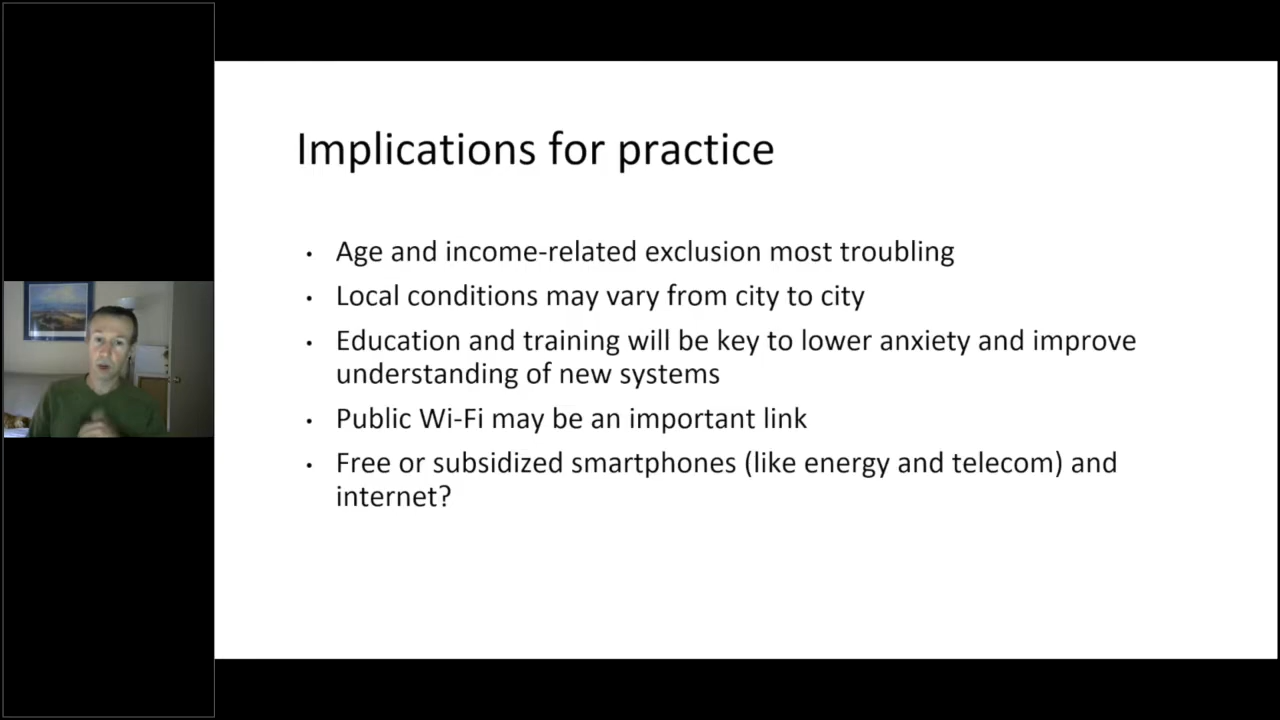 Implications for practice
• Age and income-related exclusion most troubling
• Local conditions may vary from city to city
• Education and training will be key to lower anxiety and improve
understanding of new systems
• Public Wi-Fi may be an important link
• Free or subsidized smartphones (like energy and telecom) and
internet?